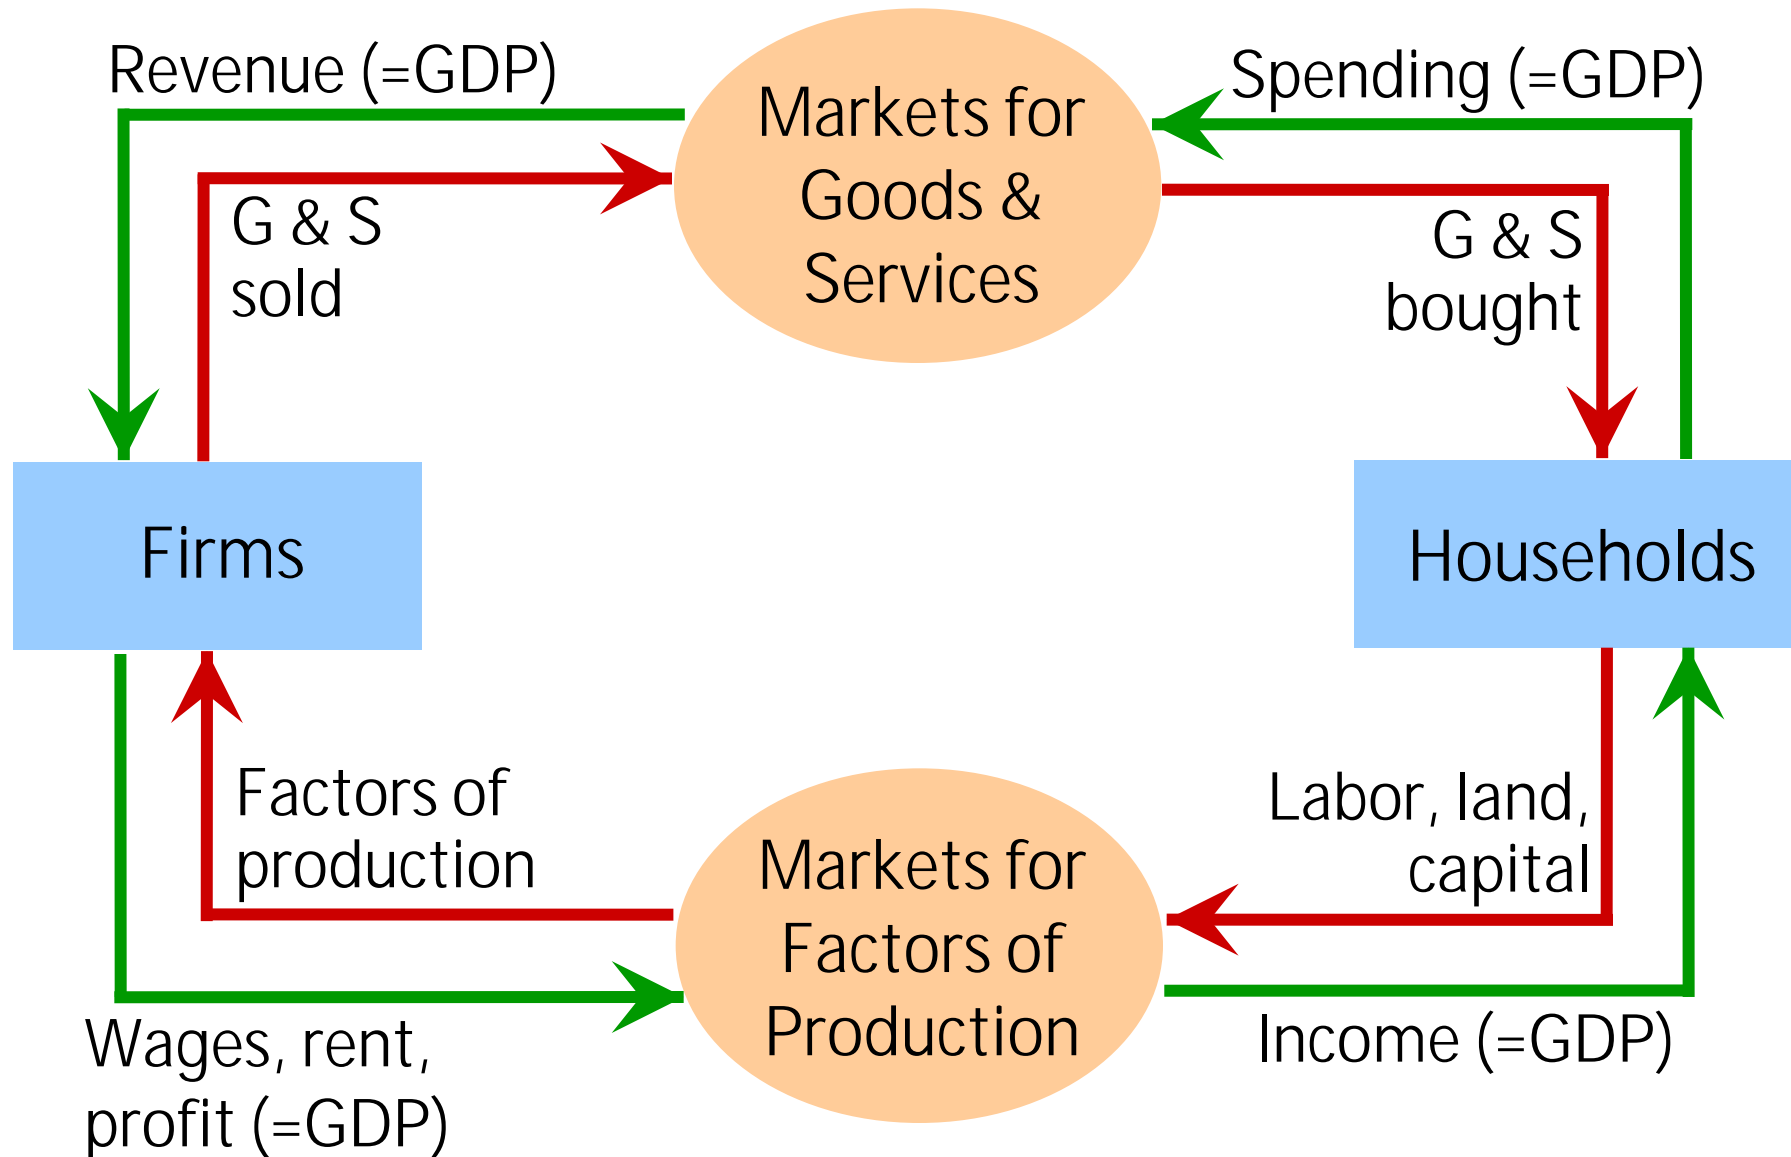 Revenue (=GDP)
Markets for
Goods &
Services
Spending (=GDP)
G & S
sold
G & S
bought
Firms
Households
Factors of
production
Markets for
Factors of
Production
Labor, land,
capital
Wages, rent,
profit (=GDP)
Income (=GDP)